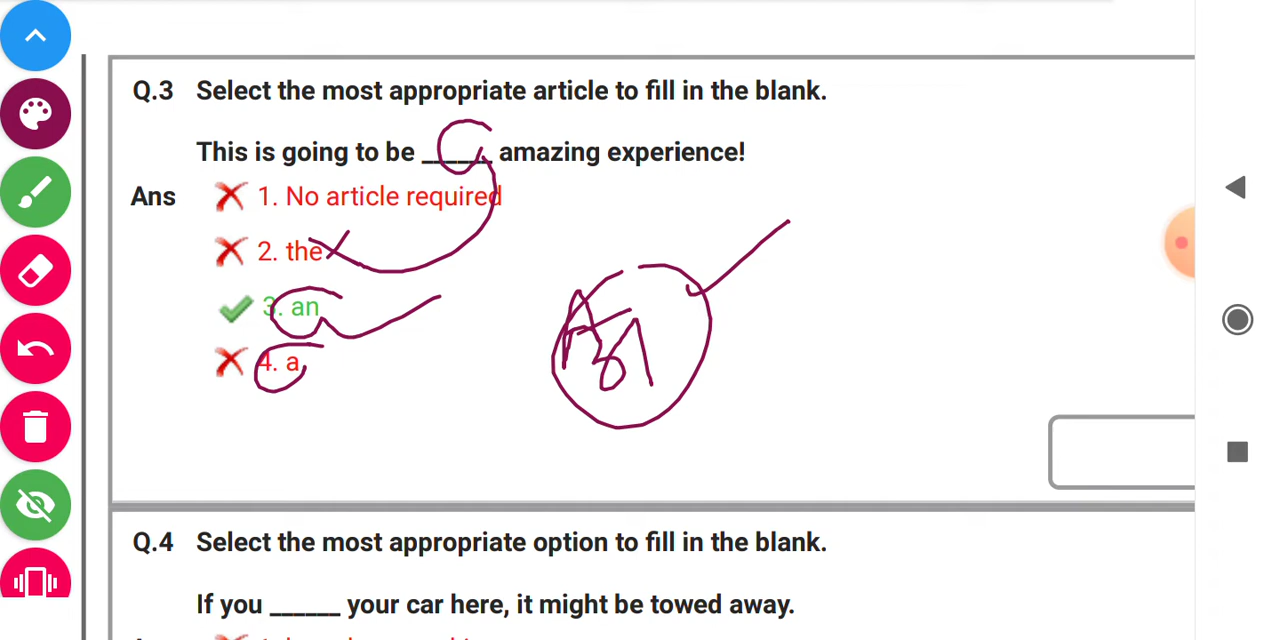 Q.3 Select the most appropriate article to fill in the blank.
This is going to be ______ amazing experience!
Ans 1. No article required
2. the
3. an
4. a
Q.4 Select the most appropriate option to fill in the blank.
If you ______ your car here, it might be towed away.